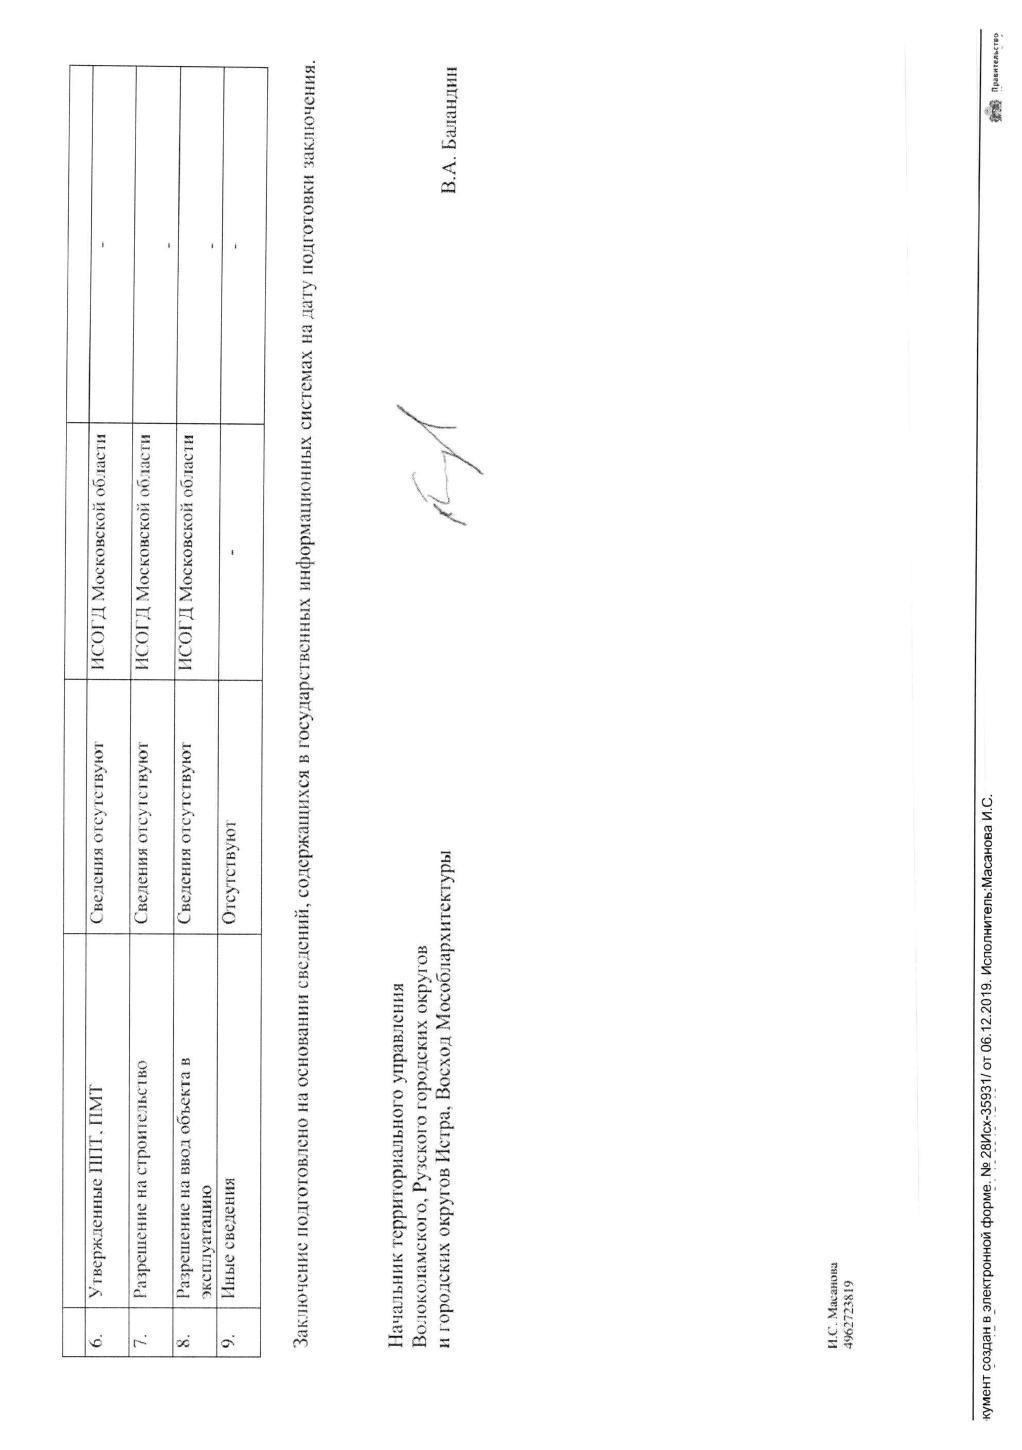 6. Утвержденные ППТ, ПМТ Сведения отсутствуют ИСОГД Московской области -
7. Разрешение на строительство Сведения отсутствуют ИСОГД Московской области -
8. Разрешение на ввод объекта в Сведения отсутствуют ИСОГД Московской области
эксплуатацию -
9. Иные сведения Отсутствуют - -
Заключение подготовлено на основании сведений, содержащихся в государственных информационных системах на дату подготовки заключения.
Начальник территориального управления
Волоколамского, Рузского городских округов
и городских округов Истра, Восход Мособлархитектуры В.А. Баландин
И.С. Масанова
4962723819
кумент создан в электронной форме. № 28Исх-35931/ от 06.12.2019. Исполнитель:Масанова И.С.
Правительство